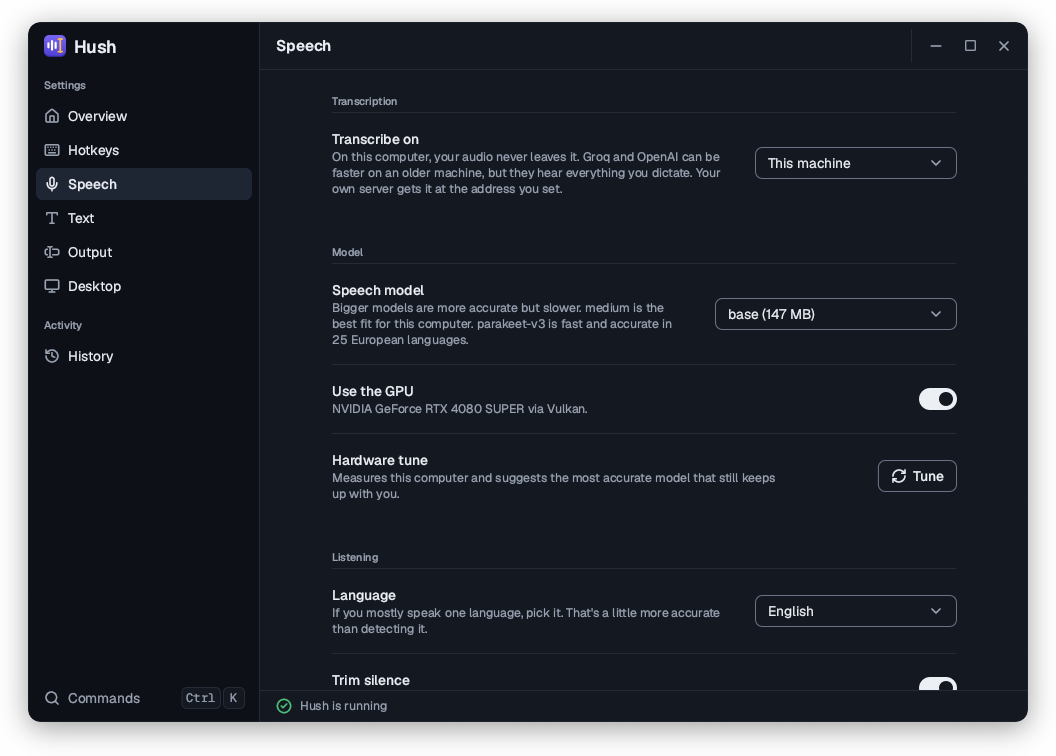 Hush
Settings
Overview
Hotkeys
Speech
Text
Output
Desktop
Activity
History
Commands Ctrl K
Speech
Transcription
Transcribe on
On this computer, your audio never leaves it. Groq and OpenAI can be
faster on an older machine, but they hear everything you dictate. Your
own server gets it at the address you set.
This machine
Model
Speech model
Bigger models are more accurate but slower. medium is the
best fit for this computer. parakeet-v3 is fast and accurate in
25 European languages.
base (147 MB)
Use the GPU
NVIDIA GeForce RTX 4080 SUPER via Vulkan.
Hardware tune
Measures this computer and suggests the most accurate model that still keeps
up with you.
Tune
Listening
Language
If you mostly speak one language, pick it. That's a little more accurate
than detecting it.
English
Trim silence
Hush is running